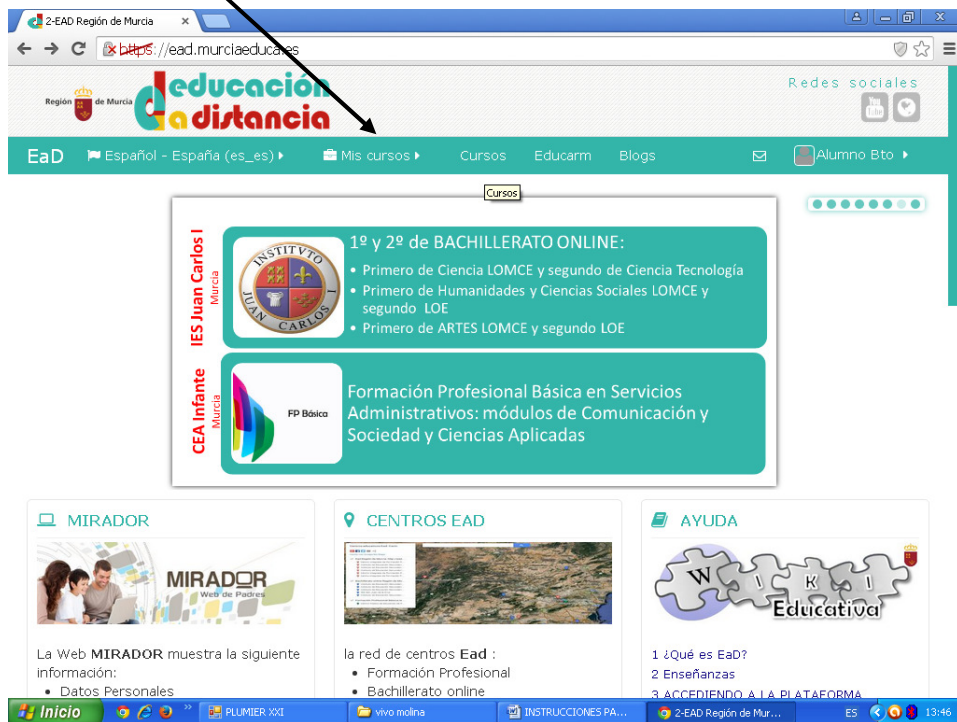 2-EAD Región de Murcia
https://ead.murciaeduca.es
Región de Murcia
educación
a distancia
Redes sociales
You Tube
EaD Español - España (es_es) Mis cursos Cursos Educarm Blogs Alumno Bto
Cursos
IES Juan Carlos I
Murcia
INSTITVTO
JUAN CARLOS I
1º y 2º de BACHILLERATO ONLINE:
• Primero de Ciencia LOMCE y segundo de Ciencia Tecnología
• Primero de Humanidades y Ciencias Sociales LOMCE y
segundo LOE
• Primero de ARTES LOMCE y segundo LOE
CEA Infante
Murcia
FP Básica
Formación Profesional Básica en Servicios
Administrativos: módulos de Comunicación y
Sociedad y Ciencias Aplicadas
MIRADOR
MIRADOR
Web de Padres
La Web MIRADOR muestra la siguiente
información:
• Datos Personales
CENTROS EAD
la red de centros Ead :
• Formación Profesional
• Bachillerato online
AYUDA
WIKI
Educativa
1 ¿Qué es EaD?
2 Enseñanzas
3 ACCEDIENDO A LA PLATAFORMA
Inicio PLUMIER XXI vivo molina INSTRUCCIONES PA... 2-EAD Región de Mur... ES 13:46